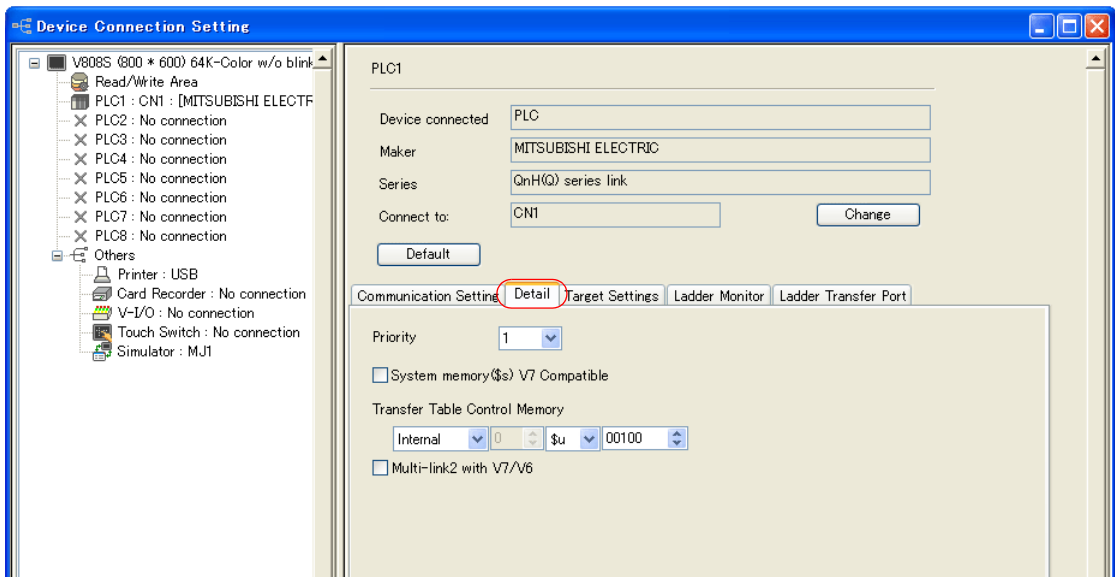 Device Connection Setting
V808S (800 * 600) 64K-Color w/o blink
Read/Write Area
PLC1 : CN1 : [MITSUBISHI ELECTR
PLC2 : No connection
PLC3 : No connection
PLC4 : No connection
PLC5 : No connection
PLC6 : No connection
PLC7 : No connection
PLC8 : No connection
Others
Printer : USB
Card Recorder : No connection
V-I/O : No connection
Touch Switch : No connection
Simulator : MJ1
PLC1
Device connected PLC
Maker MITSUBISHI ELECTRIC
Series QnH(Q) series link
Connect to: CN1 Change
Default
Communication Setting Detail Target Settings Ladder Monitor Ladder Transfer Port
Priority 1
System memory($s) V7 Compatible
Transfer Table Control Memory
Internal 0 $u 00100
Multi-link2 with V7/V6